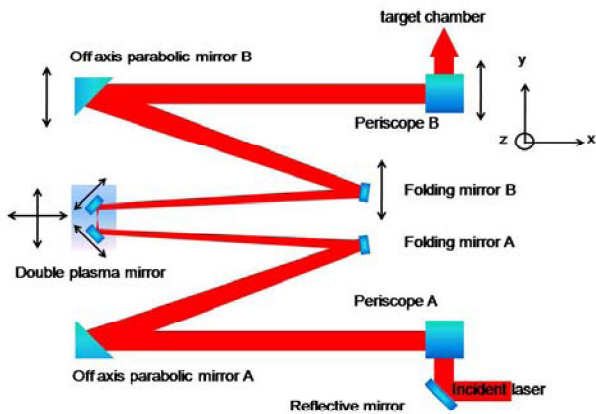 target chamber
Off axis parabolic mirror B
y
Periscope B
z
x
Folding mirror B
Folding mirror A
Double plasma mirror
Periscope A
Off axis parabolic mirror A
Incident laser
Reflective mirror